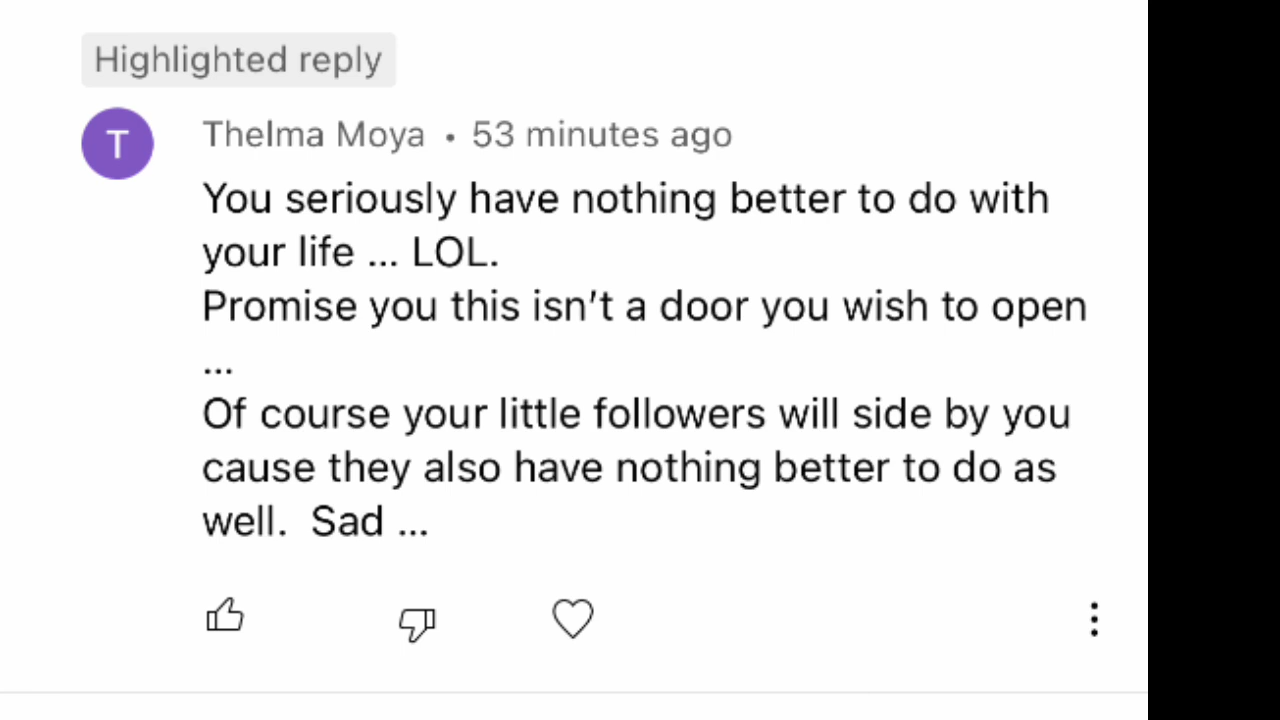 Highlighted reply
T
Thelma Moya • 53 minutes ago
You seriously have nothing better to do with
your life ... LOL.
Promise you this isn’t a door you wish to open
...
Of course your little followers will side by you
cause they also have nothing better to do as
well.  Sad ...